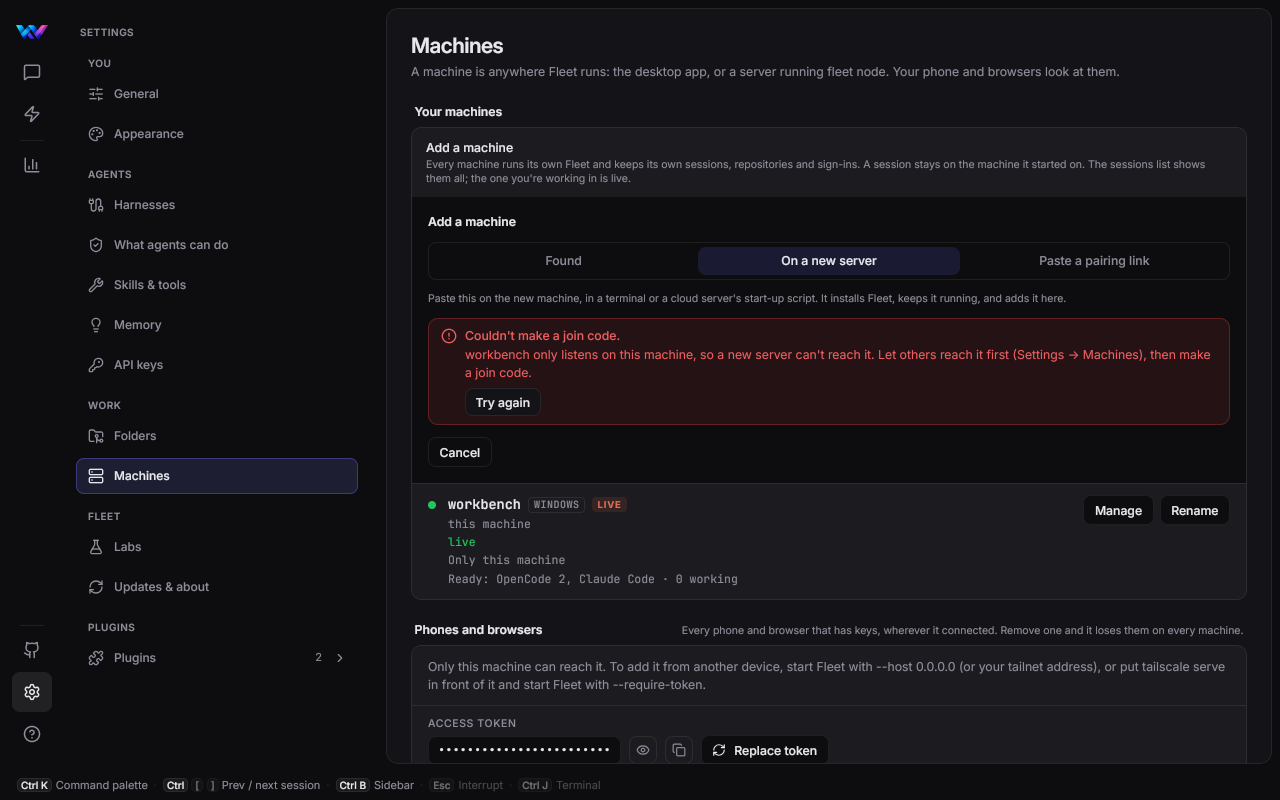 SETTINGS
YOU
General
Appearance
AGENTS
Harnesses
What agents can do
Skills & tools
Memory
API keys
WORK
Folders
Machines
FLEET
Labs
Updates & about
PLUGINS
Plugins 2
Machines
A machine is anywhere Fleet runs: the desktop app, or a server running fleet node. Your phone and browsers look at them.
Your machines
Add a machine
Every machine runs its own Fleet and keeps its own sessions, repositories and sign-ins. A session stays on the machine it started on. The sessions list shows
them all; the one you're working in is live.
Add a machine
Found On a new server Paste a pairing link
Paste this on the new machine, in a terminal or a cloud server's start-up script. It installs Fleet, keeps it running, and adds it here.
Couldn't make a join code.
workbench only listens on this machine, so a new server can't reach it. Let others reach it first (Settings → Machines), then make
a join code.
Try again
Cancel
workbench WINDOWS LIVE Manage Rename
this machine
live
Only this machine
Ready: OpenCode 2, Claude Code · 0 working
Phones and browsers Every phone and browser that has keys, wherever it connected. Remove one and it loses them on every machine.
Only this machine can reach it. To add it from another device, start Fleet with --host 0.0.0.0 (or your tailnet address), or put tailscale serve
in front of it and start Fleet with --require-token.
ACCESS TOKEN
•••••••••••••••••••••••• Replace token
Ctrl K Command palette · Ctrl [ ] Prev / next session · Ctrl B Sidebar · Esc Interrupt · Ctrl J Terminal